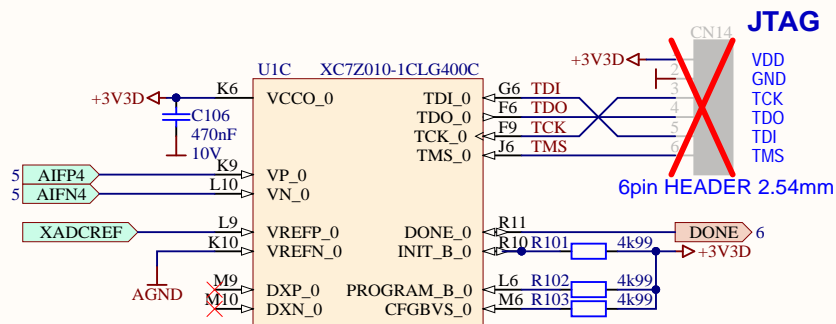 JTAG
CN14
U1C XC7Z010-1CLG400C
+3V3D
VDD
2 GND
3 TCK
4 TDO
5 TDI
6 TMS
6pin HEADER 2.54mm
+3V3D
K6 VCCO_0
C106
470nF
10V
TDI_0 G6 TDI
TDO_0 F6 TDO
TCK_0 F9 TCK
TMS_0 J6 TMS
5 AIFP4 K9 VP_0
5 AIFN4 L10 VN_0
XADCREF L9 VREFP_0
K10 VREFN_0
AGND
M9 DXP_0
M10 DXN_0
DONE_0 R11 DONE 6
INIT_B_0 R10 R101 4k99
+3V3D
PROGRAM_B_0 L6 R102 4k99
CFGBVS_0 M6 R103 4k99